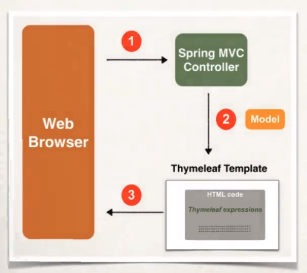 1
Spring MVC
Controller
2
Model
Web
Browser
Thymeleaf Template
3
HTML code
Thymeleaf expressions